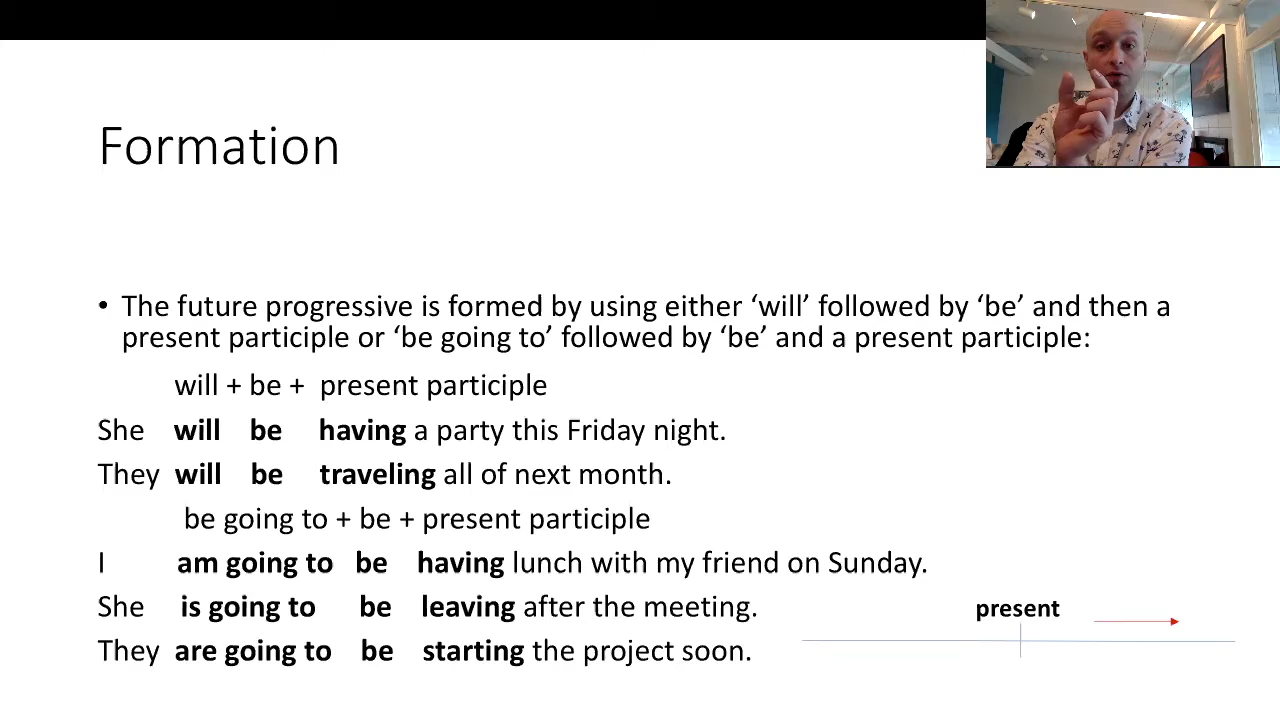 Formation
• The future progressive is formed by using either ‘will’ followed by ‘be’ and then a
present participle or ‘be going to’ followed by ‘be’ and a present participle:
will + be + present participle
She will be having a party this Friday night.
They will be traveling all of next month.
be going to + be + present participle
I am going to be having lunch with my friend on Sunday.
She is going to be leaving after the meeting.
They are going to be starting the project soon.
present